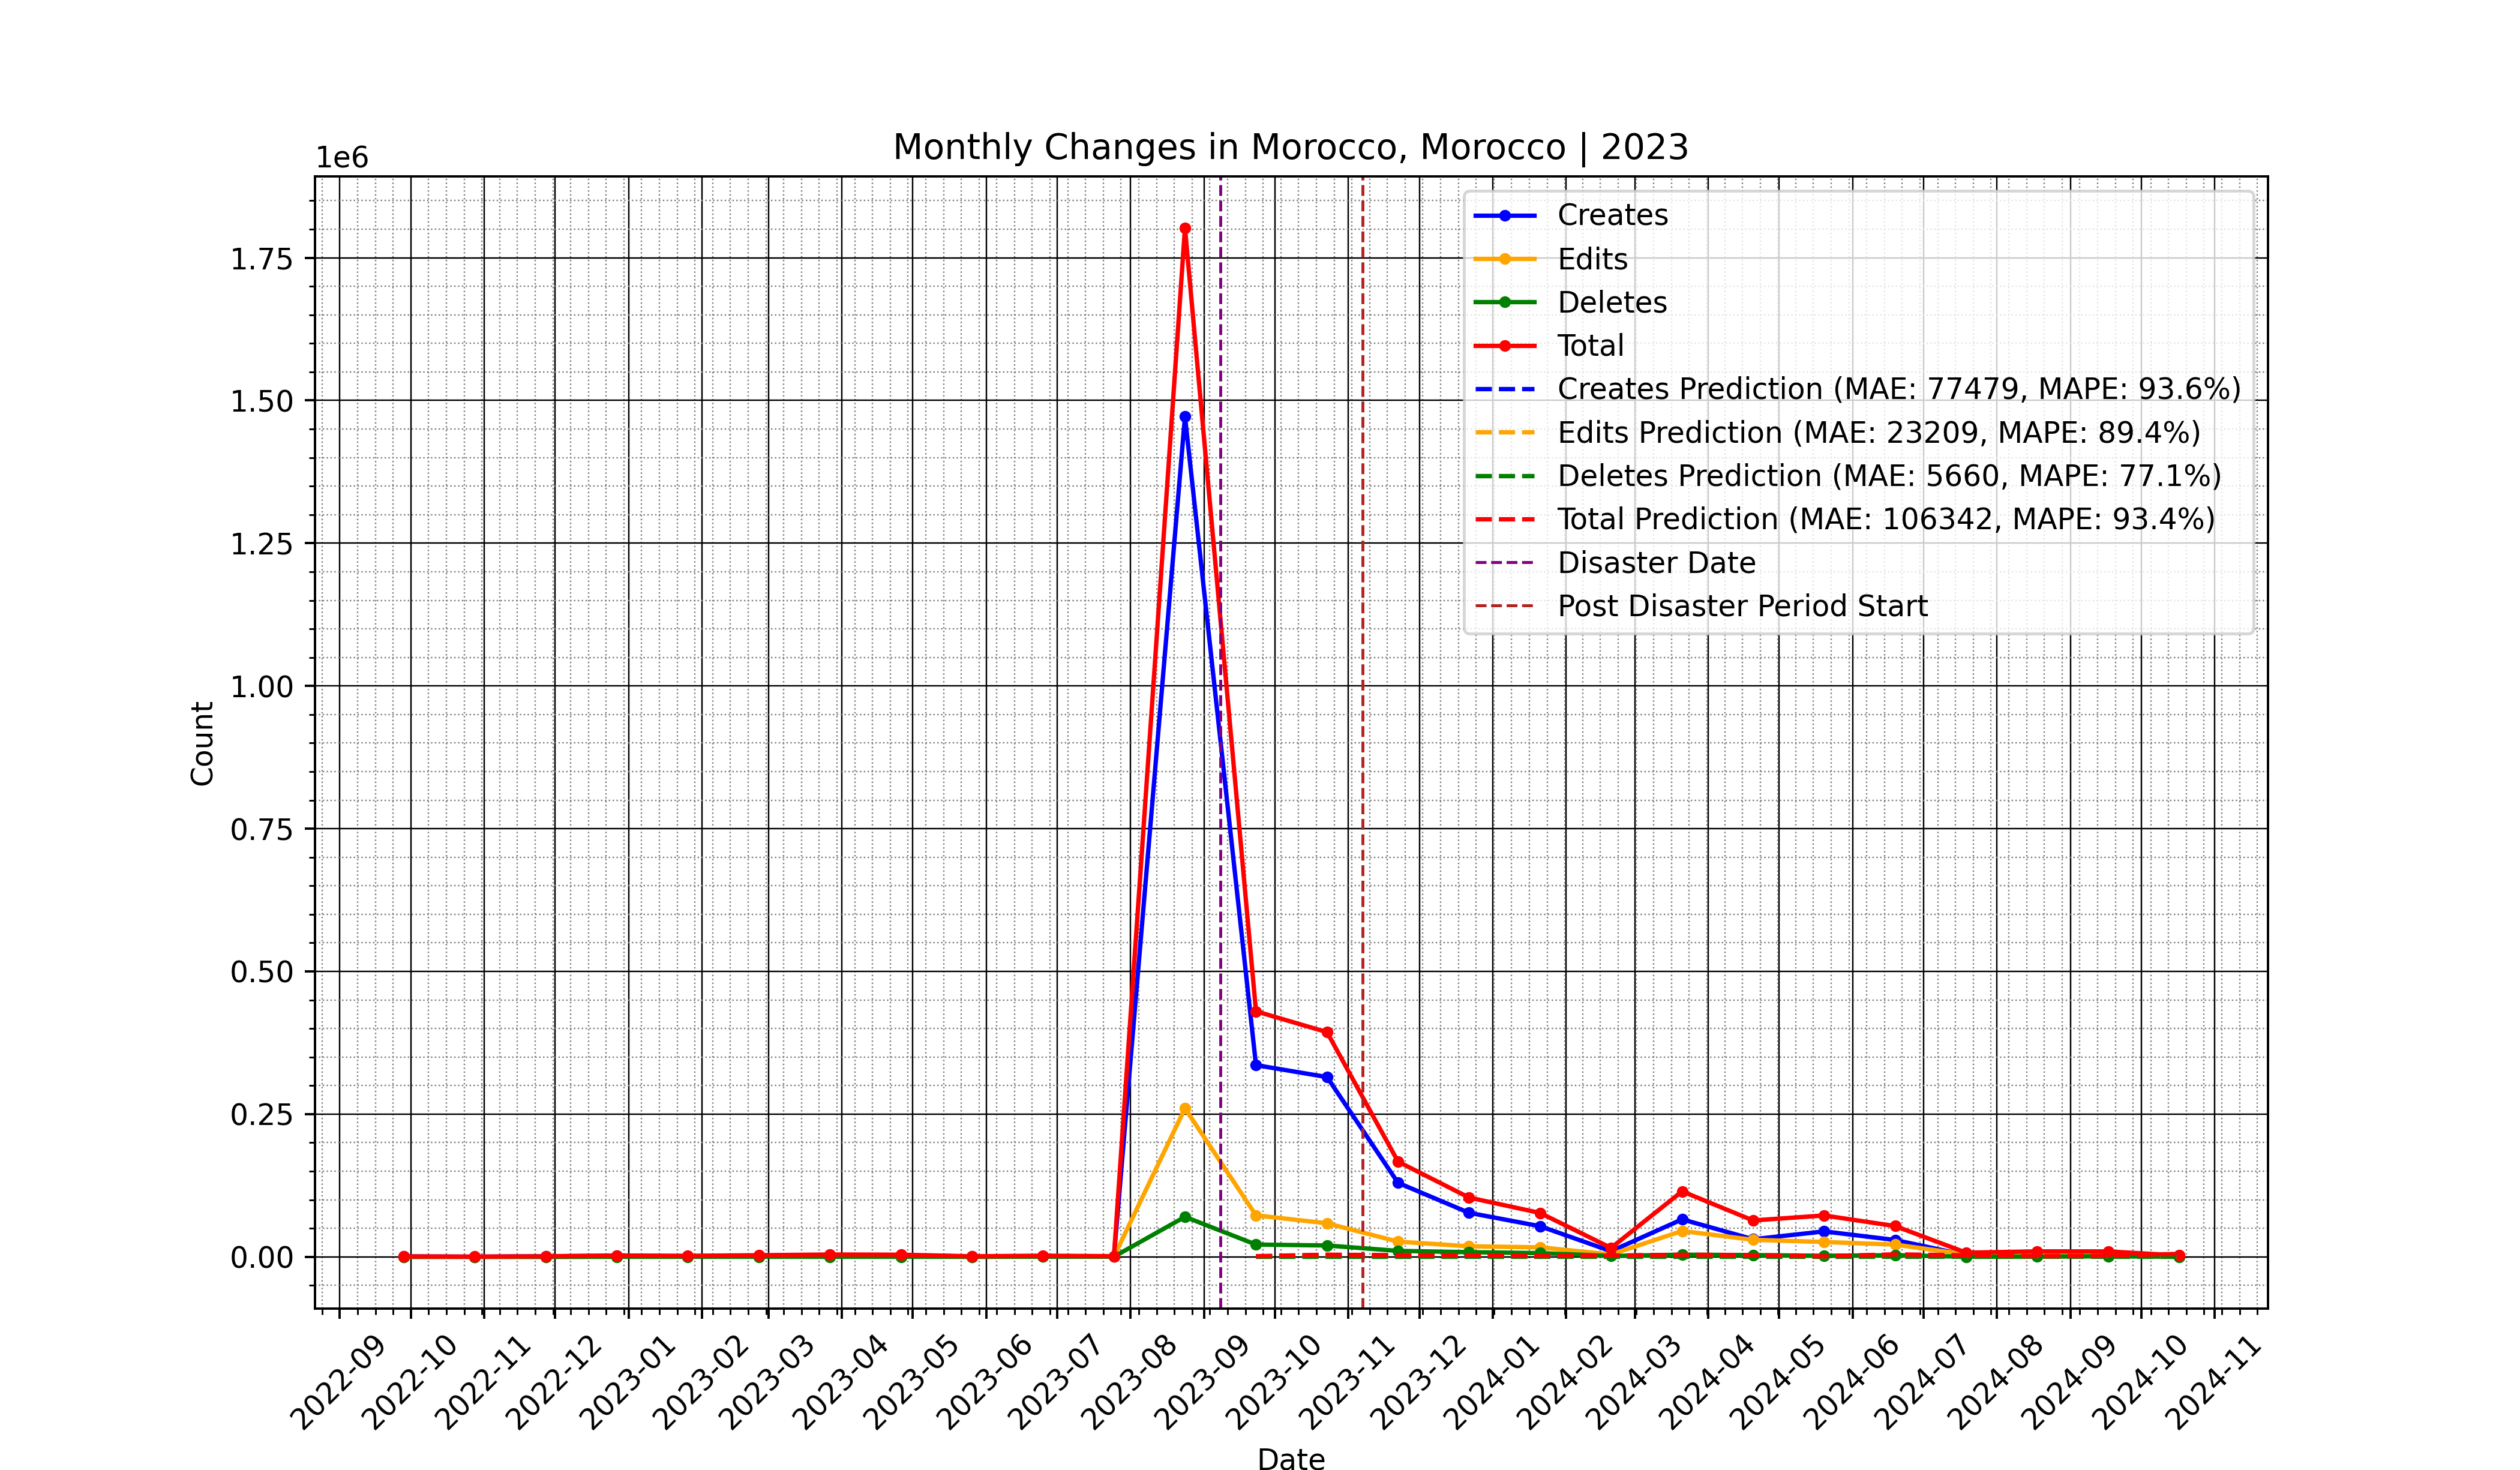 Monthly Changes in Morocco, Morocco | 2023
1e6
1.75
1.50
1.25
1.00
0.75
0.50
0.25
0.00
Count
Creates
Edits
Deletes
Total
Creates Prediction (MAE: 77479, MAPE: 93.6%)
Edits Prediction (MAE: 23209, MAPE: 89.4%)
Deletes Prediction (MAE: 5660, MAPE: 77.1%)
Total Prediction (MAE: 106342, MAPE: 93.4%)
Disaster Date
Post Disaster Period Start
2022-09
2022-10
2022-11
2022-12
2023-01
2023-02
2023-03
2023-04
2023-05
2023-06
2023-07
2023-08
2023-09
2023-10
2023-11
2023-12
2024-01
2024-02
2024-03
2024-04
2024-05
2024-06
2024-07
2024-08
2024-09
2024-10
2024-11
Date